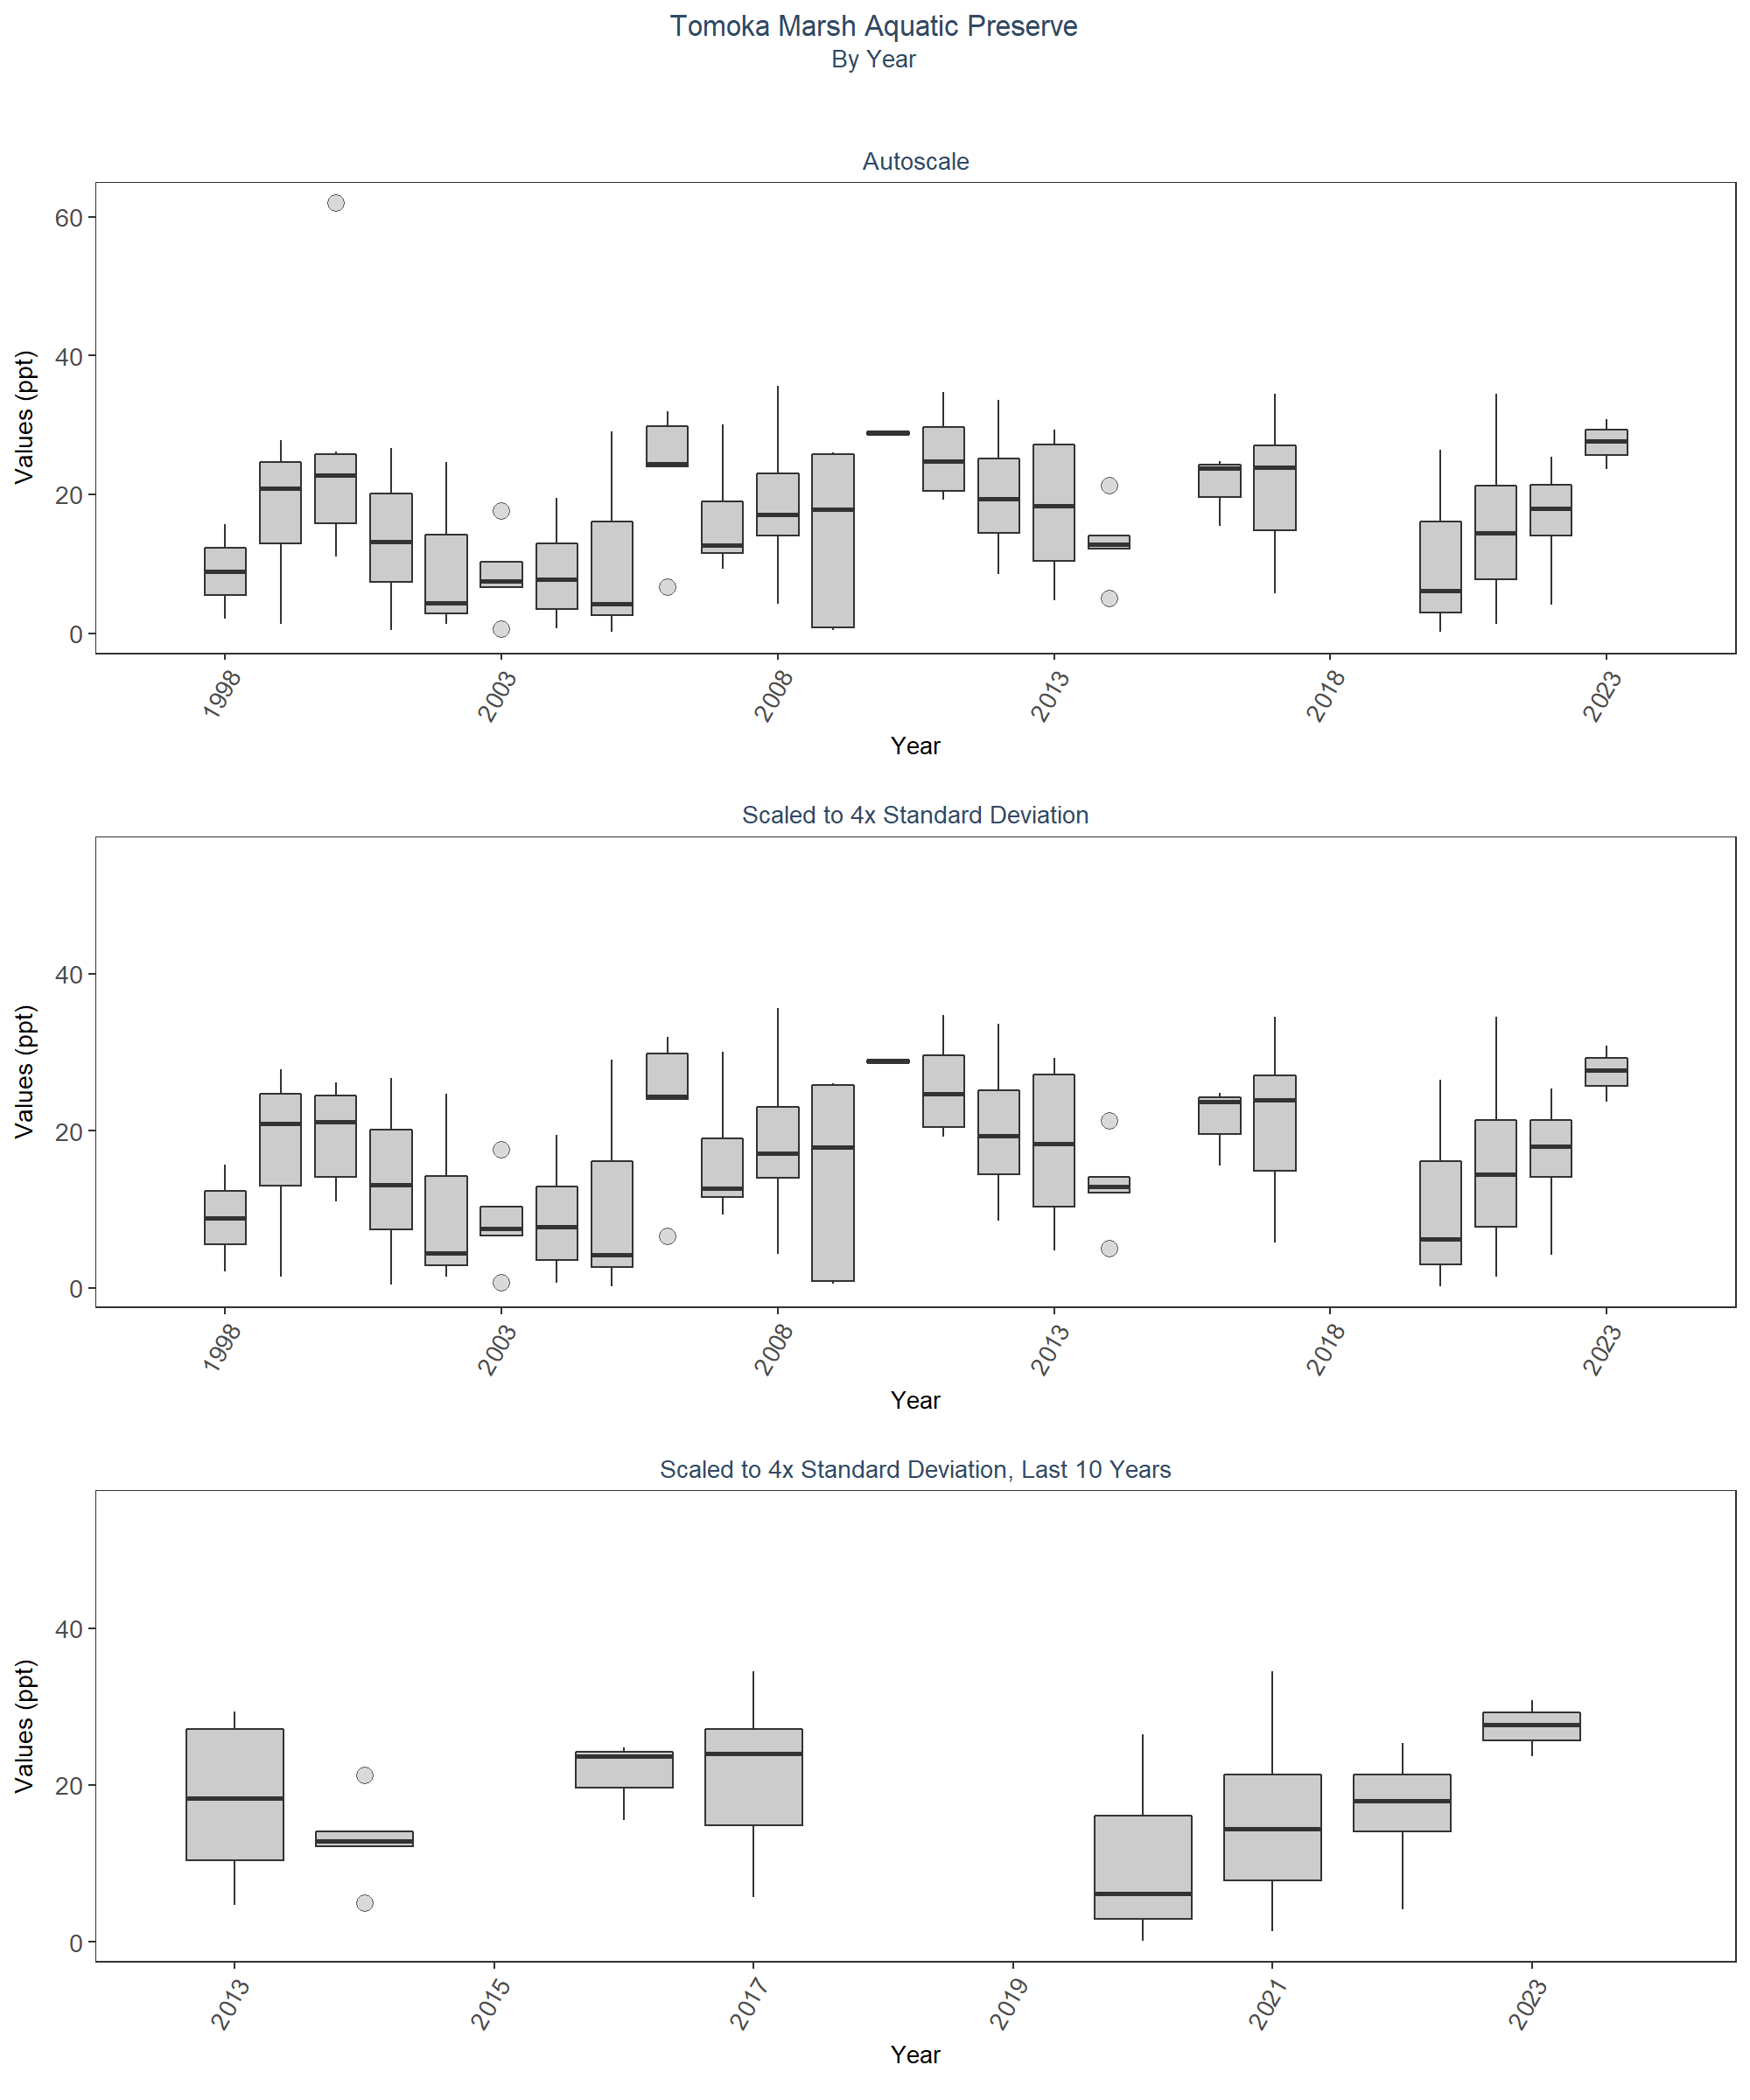 Tomoka Marsh Aquatic Preserve
By Year
Autoscale
Values (ppt)
60
40
20
0
1998 2003 2008 2013 2018 2023
Year
Scaled to 4x Standard Deviation
Values (ppt)
40
20
0
1998 2003 2008 2013 2018 2023
Year
Scaled to 4x Standard Deviation, Last 10 Years
Values (ppt)
40
20
0
2013 2015 2017 2019 2021 2023
Year